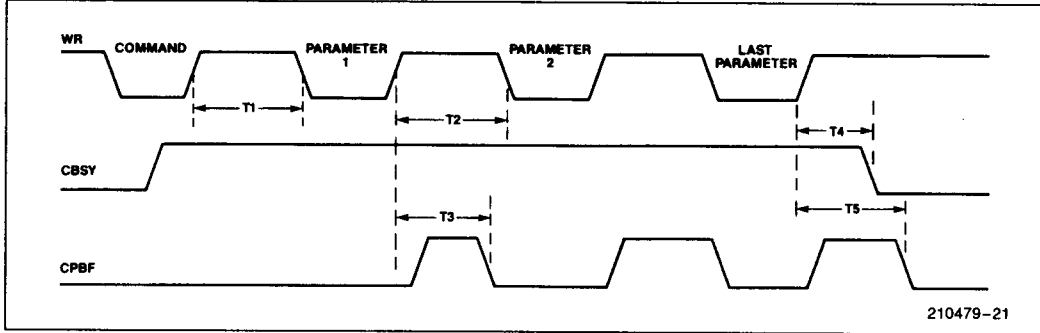 WR
COMMAND
PARAMETER
1
PARAMETER
2
LAST
PARAMETER
T1
T2
T4
CBSY
T3
T5
CPBF
210479-21